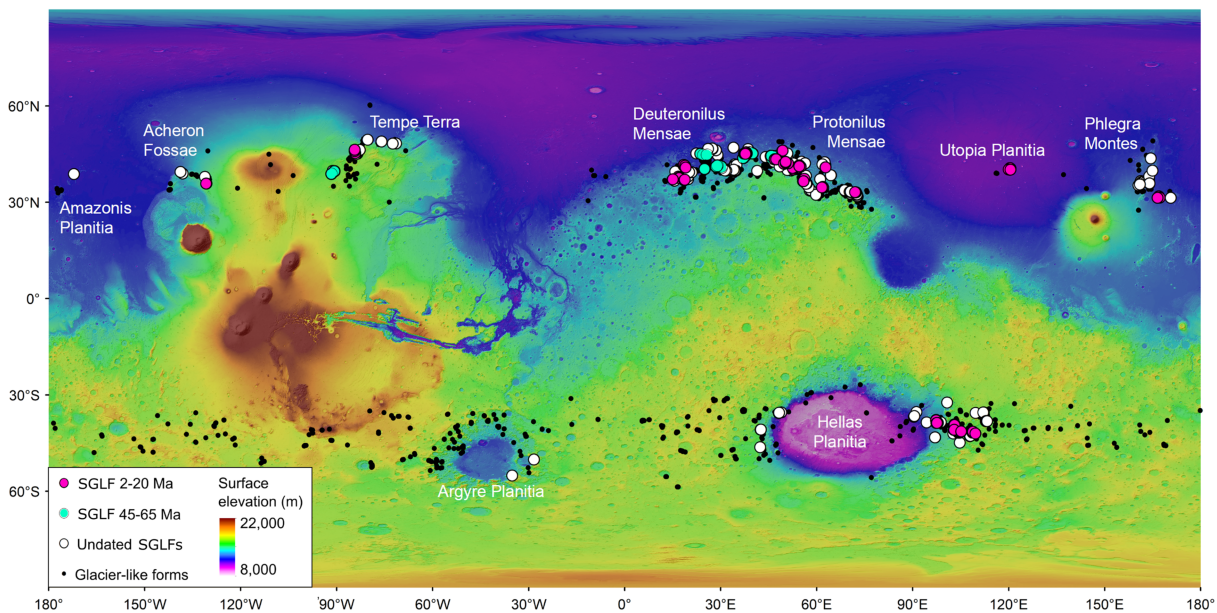 60°N
30°N
0°
30°S
60°S
Acheron
Fossae
Tempe Terra
Deuteronilus
Mensae
Protonilus
Mensae
Utopia Planitia
Phlegra
Montes
Amazonis
Planitia
Hellas
Planitia
Argyre Planitia
SGLF 2-20 Ma
SGLF 45-65 Ma
Undated SGLFs
Glacier-like forms
Surface
elevation (m)
22,000
8,000
180° 150°W 120°W 90°W 60°W 30°W 0° 30°E 60°E 90°E 120°E 150°E 180°